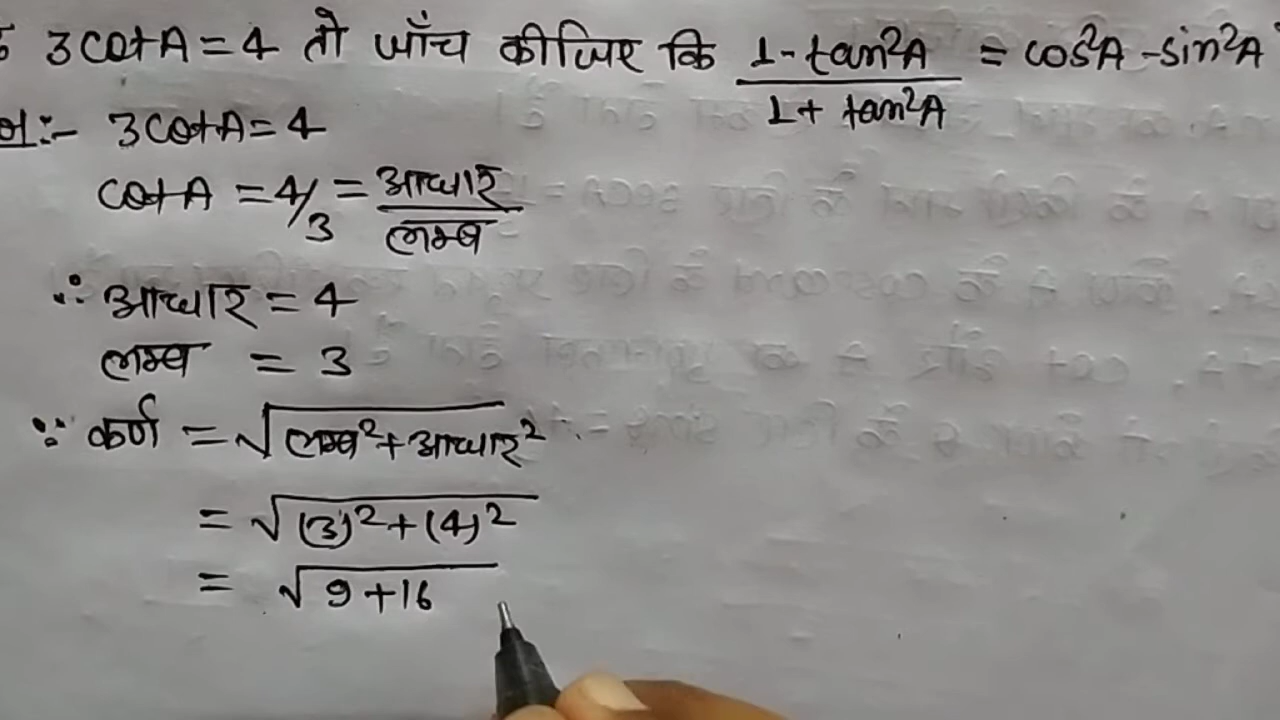 3cotA = 4 तो जाँच कीजिए कि 1 - tan²A / 1 + tan²A = cos²A - sin²A
:- 3cotA = 4
cotA = 4/3 = आधार / लम्ब
∴ आधार = 4
लम्ब = 3
∵ कर्ण = √लम्ब² + आधार²
= √(3)² + (4)²
= √9 + 16